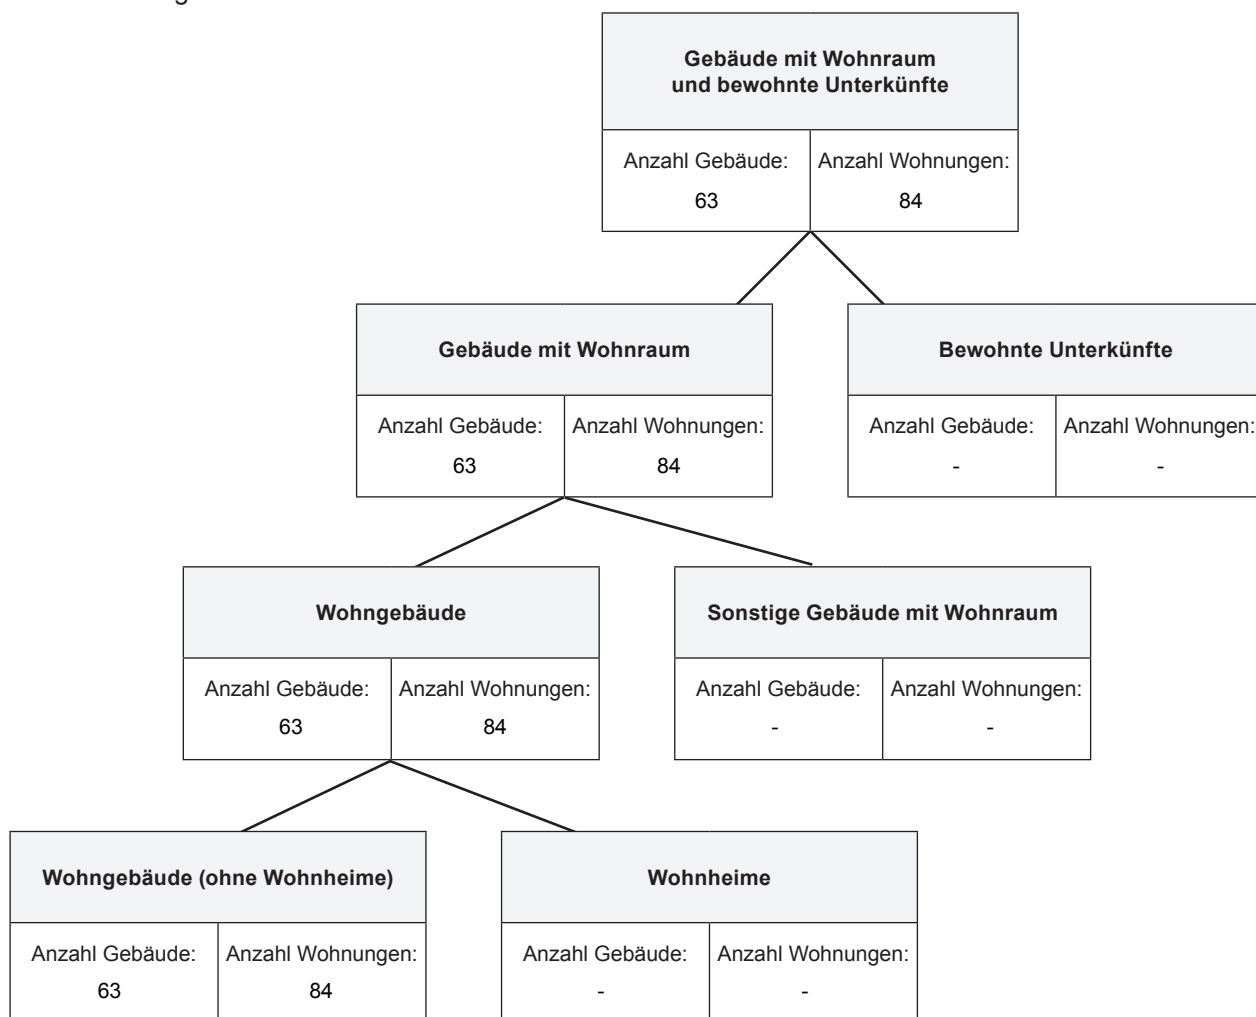 Gebäude mit Wohnraum
und bewohnte Unterkünfte
Anzahl Gebäude: Anzahl Wohnungen:
63 84
Gebäude mit Wohnraum
Anzahl Gebäude: Anzahl Wohnungen:
63 84
Bewohnte Unterkünfte
Anzahl Gebäude: Anzahl Wohnungen:
- -
Wohngebäude
Anzahl Gebäude: Anzahl Wohnungen:
63 84
Sonstige Gebäude mit Wohnraum
Anzahl Gebäude: Anzahl Wohnungen:
- -
Wohngebäude (ohne Wohnheime)
Anzahl Gebäude: Anzahl Wohnungen:
63 84
Wohnheime
Anzahl Gebäude: Anzahl Wohnungen:
- -